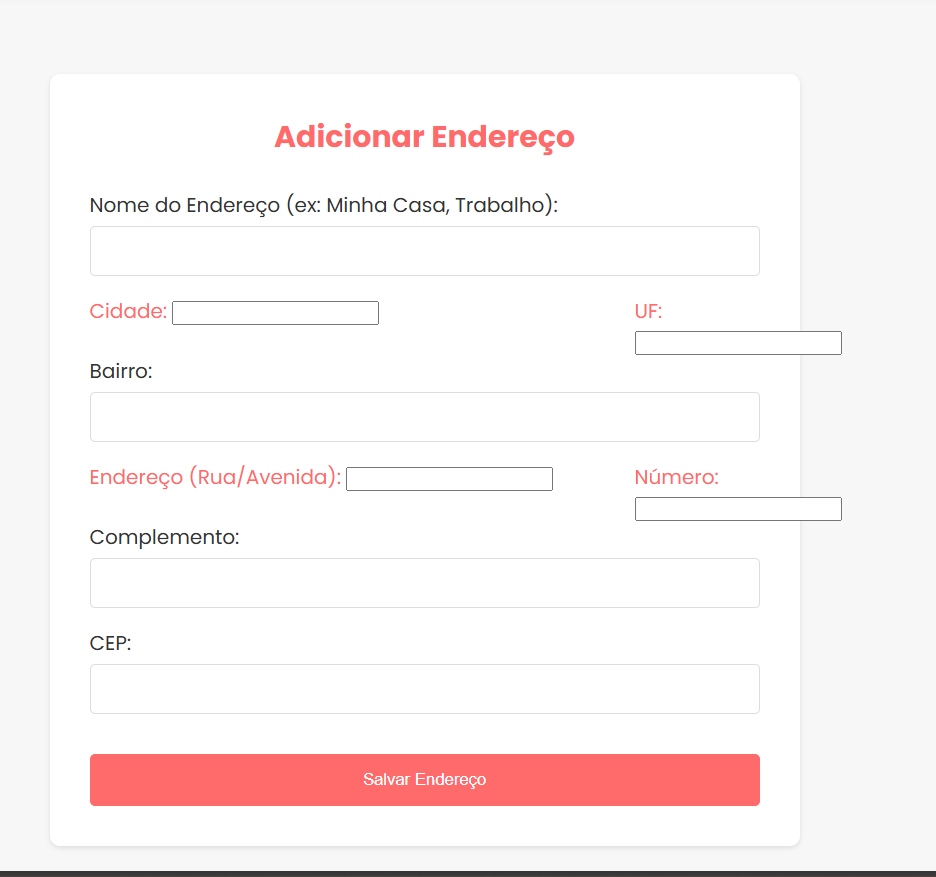 Adicionar Endereço
Nome do Endereço (ex: Minha Casa, Trabalho):
Cidade:
UF:
Bairro:
Endereço (Rua/Avenida):
Número:
Complemento:
CEP:
Salvar Endereço